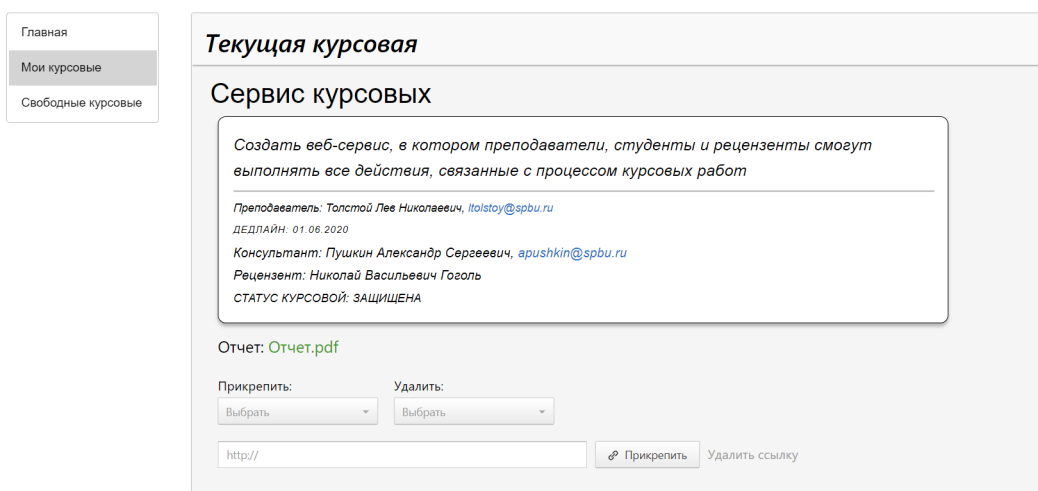 Главная
Мои курсовые
Свободные курсовые
Текущая курсовая
Сервис курсовых
Создать веб-сервис, в котором преподаватели, студенты и рецензенты смогут
выполнять все действия, связанные с процессом курсовых работ
Преподаватель: Толстой Лев Николаевич, ltolstoy@spbu.ru
ДЕДЛАЙН: 01.06.2020
Консультант: Пушкин Александр Сергеевич, apushkin@spbu.ru
Рецензент: Николай Васильевич Гоголь
СТАТУС КУРСОВОЙ: ЗАЩИЩЕНА
Отчет: Отчет.pdf
Прикрепить: Удалить:
Выбрать Выбрать
http:// Прикрепить Удалить ссылку